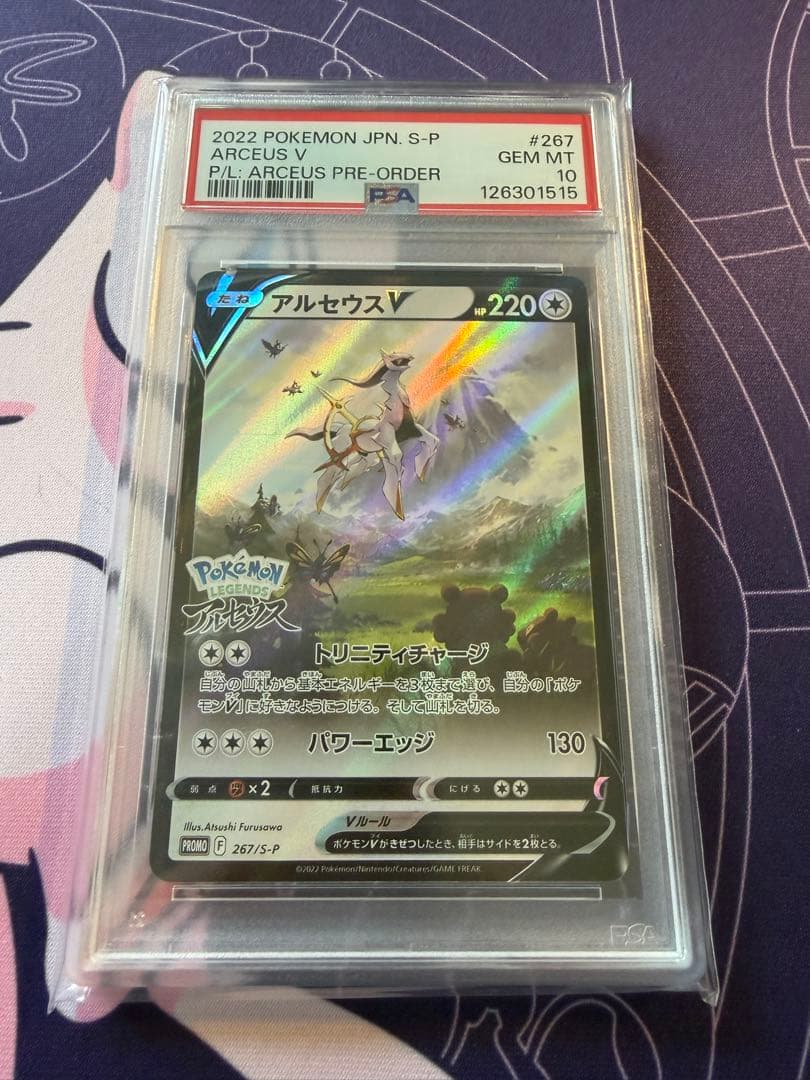 2022 POKEMON JPN. S-P #267
ARCEUS V GEM MT
P/L: ARCEUS PRE-ORDER 10
PSA 126301515
たね アルセウスV HP 220
POKéMON
LEGENDS
アルセウス
トリニティチャージ
自分の山札から基本エネルギーを3枚まで選び、自分の「ポケ
モンV」に好きなようにつける。そして山札を切る。
パワーエッジ 130
弱点 ×2 抵抗力 にげる
Illus.Atsushi Furusawa
Vルール
PROMO F 267/S-P
ポケモンVがきぜつしたとき、相手はサイドを2枚とる。
©2022 Pokémon/Nintendo/Creatures/GAME FREAK
PSA